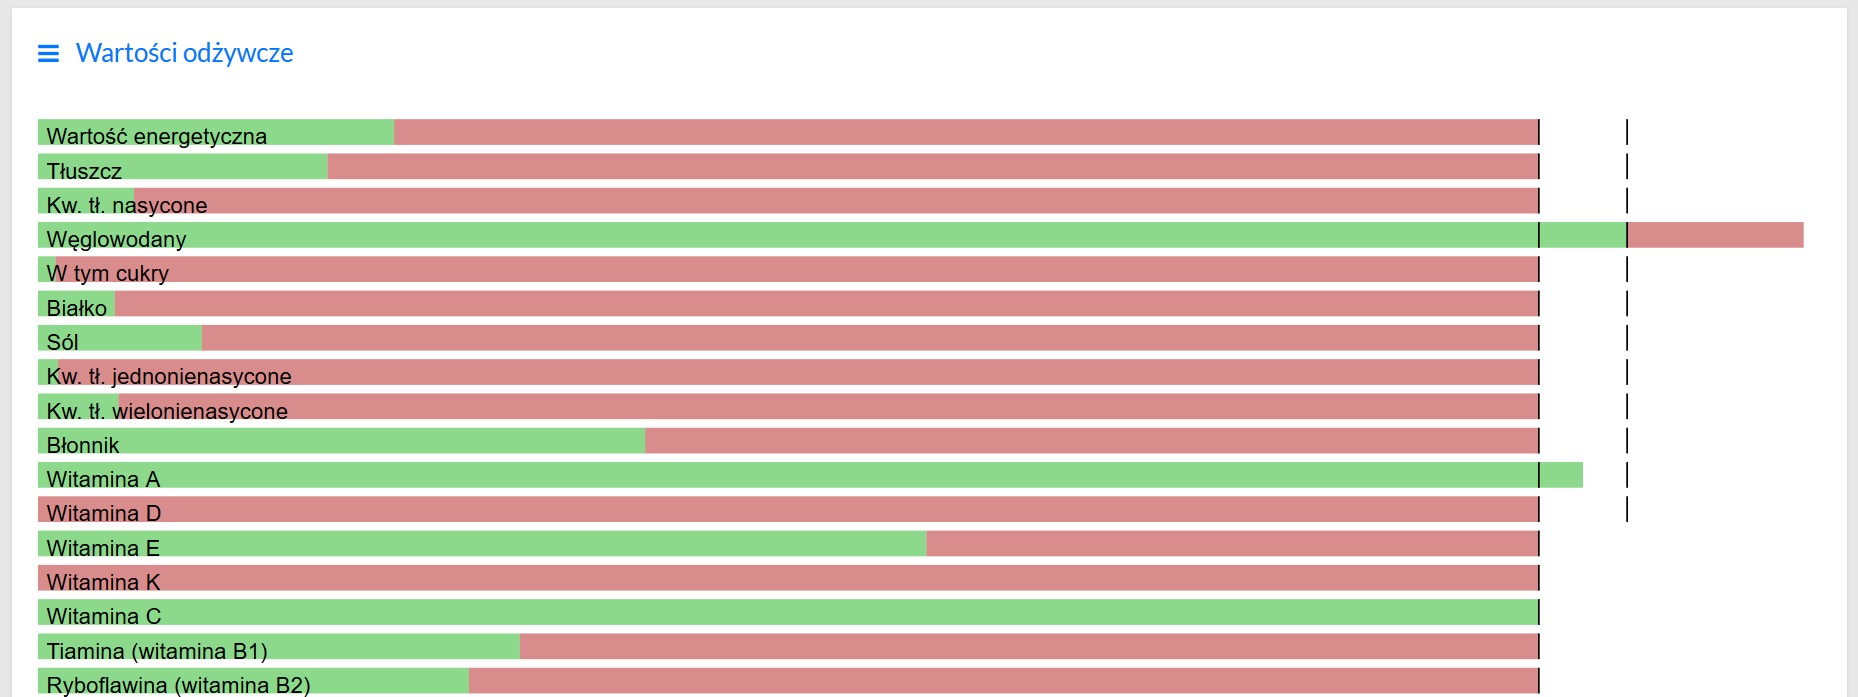 Wartości odżywcze
Wartość energetyczna
Tłuszcz
Kw. tł. nasycone
Węglowodany
W tym cukry
Białko
Sól
Kw. tł. jednonienasycone
Kw. tł. wielonienasycone
Błonnik
Witamina A
Witamina D
Witamina E
Witamina K
Witamina C
Tiamina (witamina B1)
Ryboflawina (witamina B2)